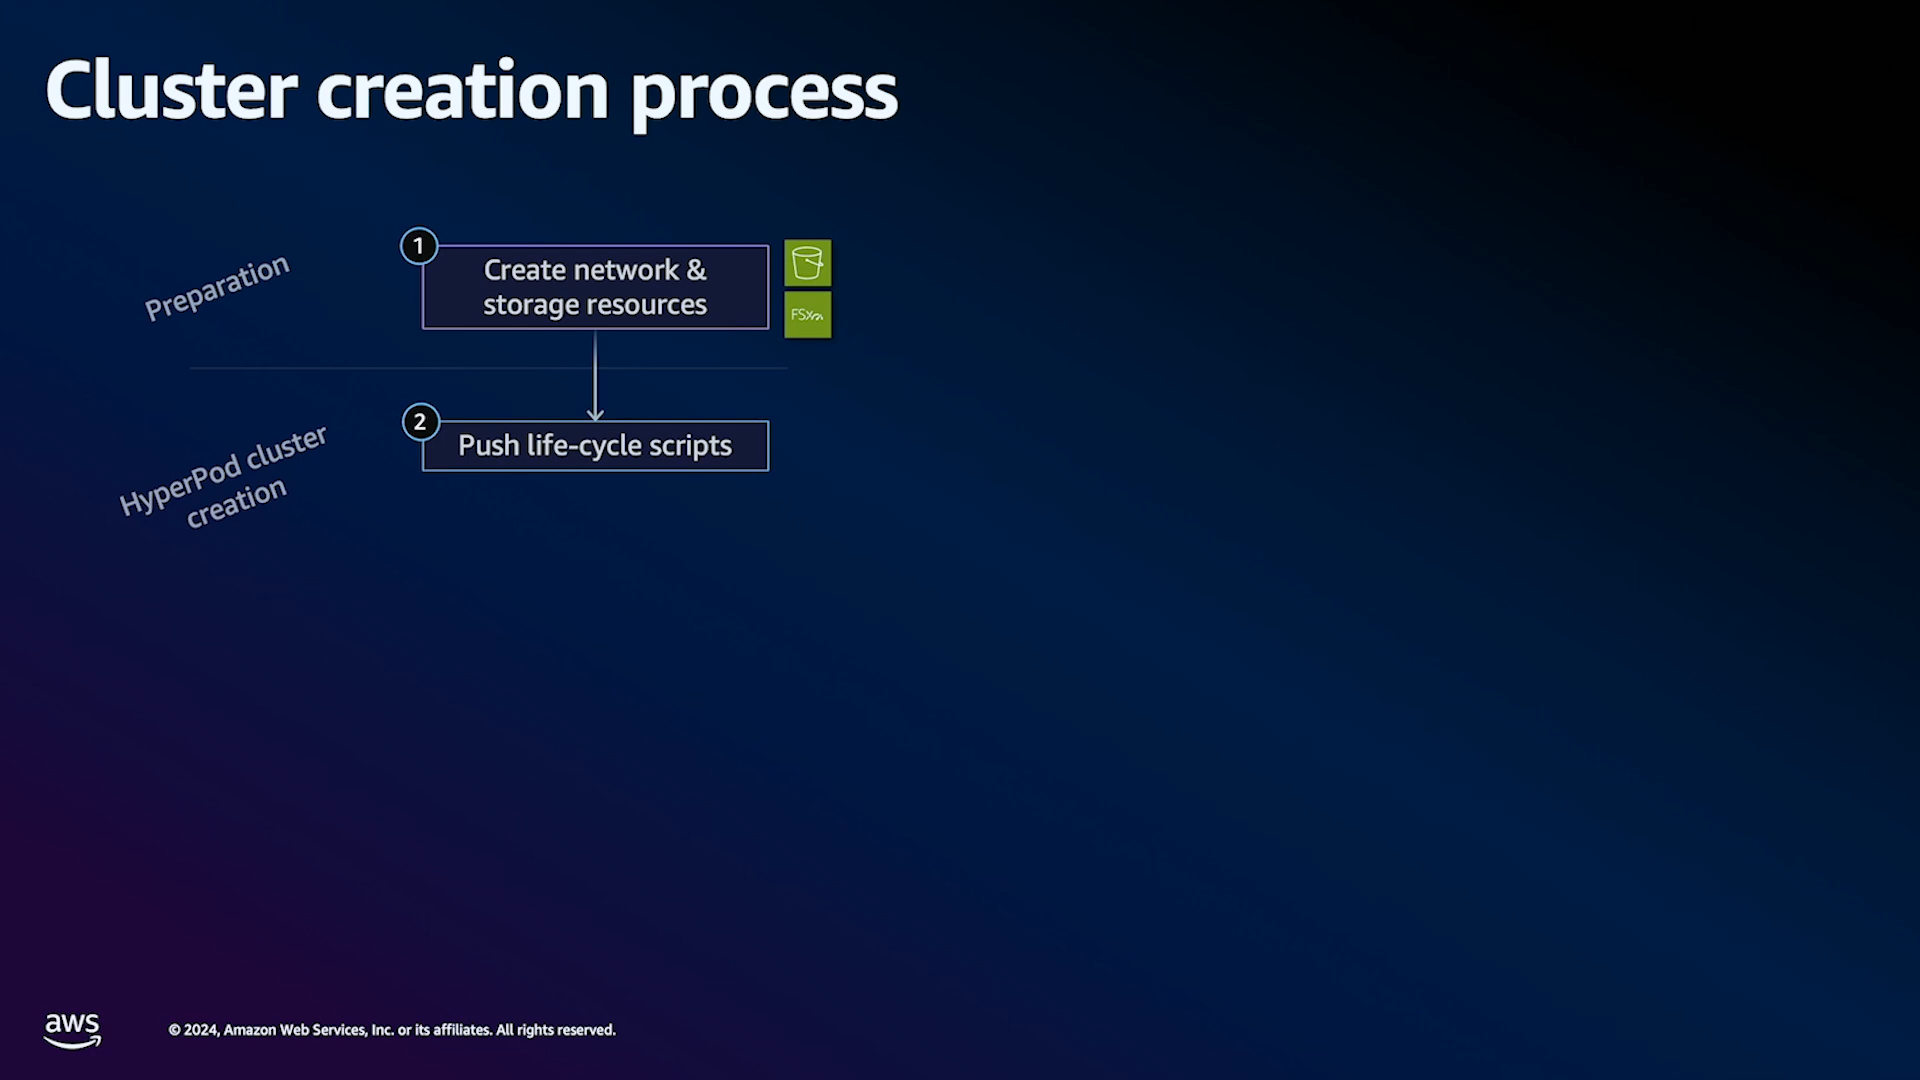 Cluster creation process
Preparation
1
Create network &
storage resources
FSx
HyperPod cluster
creation
2
Push life-cycle scripts
aws
© 2024, Amazon Web Services, Inc. or its affiliates. All rights reserved.